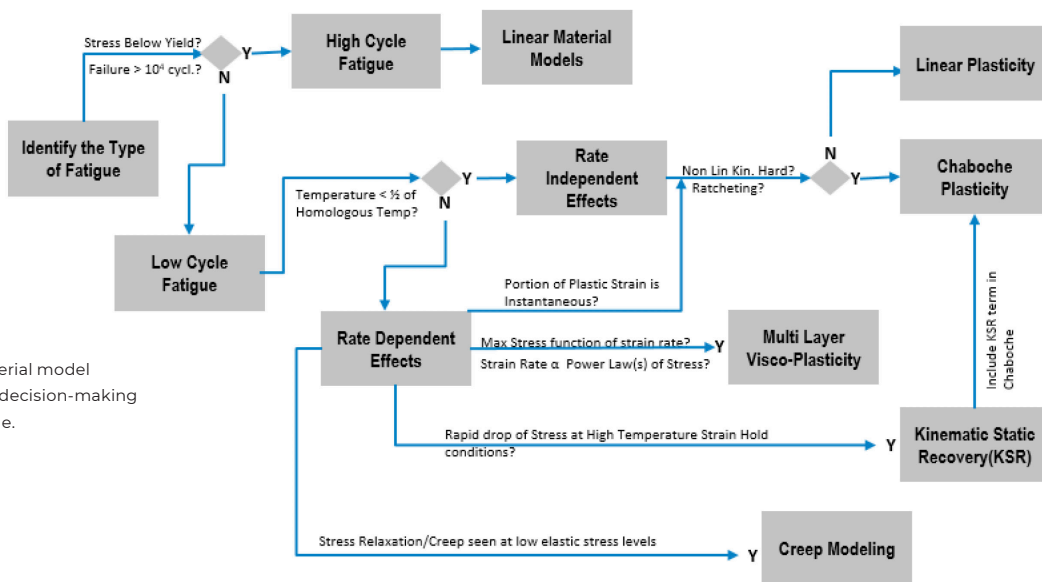 Stress Below Yield?
Failure > 10⁴ cycl.?
Y
N
High Cycle
Fatigue
Linear Material
Models
Linear Plasticity
Identify the Type
of Fatigue
Temperature < ½ of
Homologous Temp?
Y
N
Rate
Independent
Effects
Non Lin Kin. Hard?
Ratcheting?
N
Y
Chaboche
Plasticity
Low Cycle
Fatigue
Portion of Plastic Strain is
Instantaneous?
Rate Dependent
Effects
Max Stress function of strain rate?
Strain Rate α Power Law(s) of Stress?
Y
Multi Layer
Visco-Plasticity
Include KSR term in
Chaboche
erial model
decision-making
e.
Rapid drop of Stress at High Temperature Strain Hold
conditions?
Y
Kinematic Static
Recovery(KSR)
Stress Relaxation/Creep seen at low elastic stress levels
Y
Creep Modeling